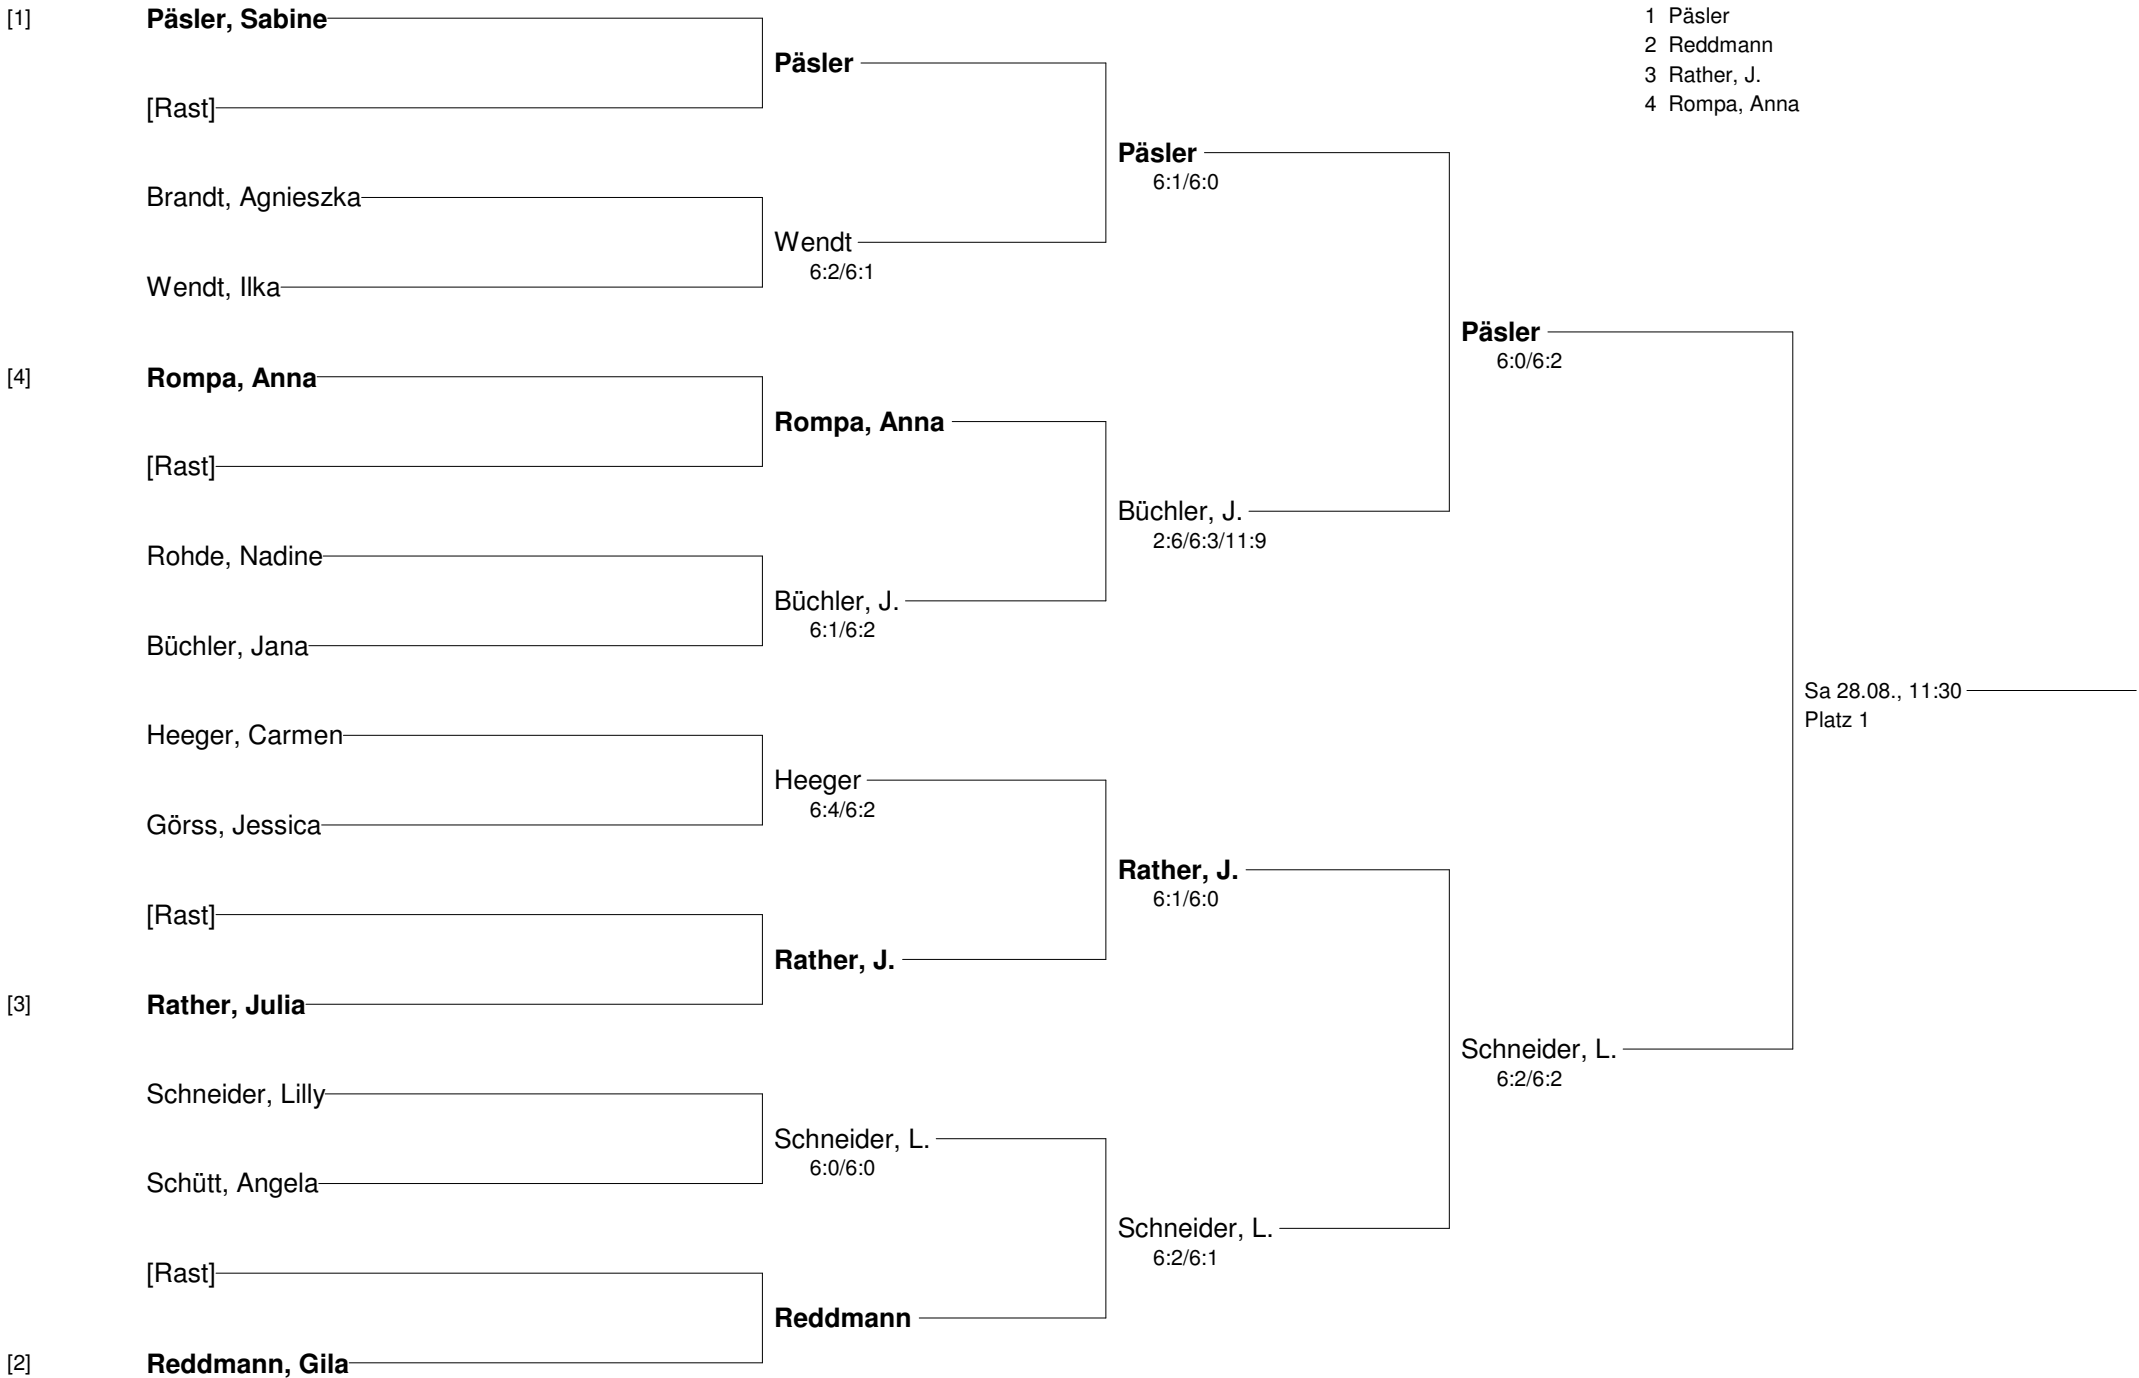 [1] Päsler, Sabine
[Rast]
Brandt, Agnieszka
Wendt, Ilka
[4] Rompa, Anna
[Rast]
Rohde, Nadine
Büchler, Jana
Heeger, Carmen
Görss, Jessica
[Rast]
[3] Rather, Julia
Schneider, Lilly
Schütt, Angela
[Rast]
[2] Reddmann, Gila
Päsler
Wendt
6:2/6:1
Rompa, Anna
Büchler, J.
6:1/6:2
Heeger
6:4/6:2
Rather, J.
Schneider, L.
6:0/6:0
Reddmann
Päsler
6:1/6:0
Büchler, J.
2:6/6:3/11:9
Rather, J.
6:1/6:0
Schneider, L.
6:2/6:1
Päsler
6:0/6:2
Schneider, L.
6:2/6:2
Sa 28.08., 11:30
Platz 1
1 Päsler
2 Reddmann
3 Rather, J.
4 Rompa, Anna